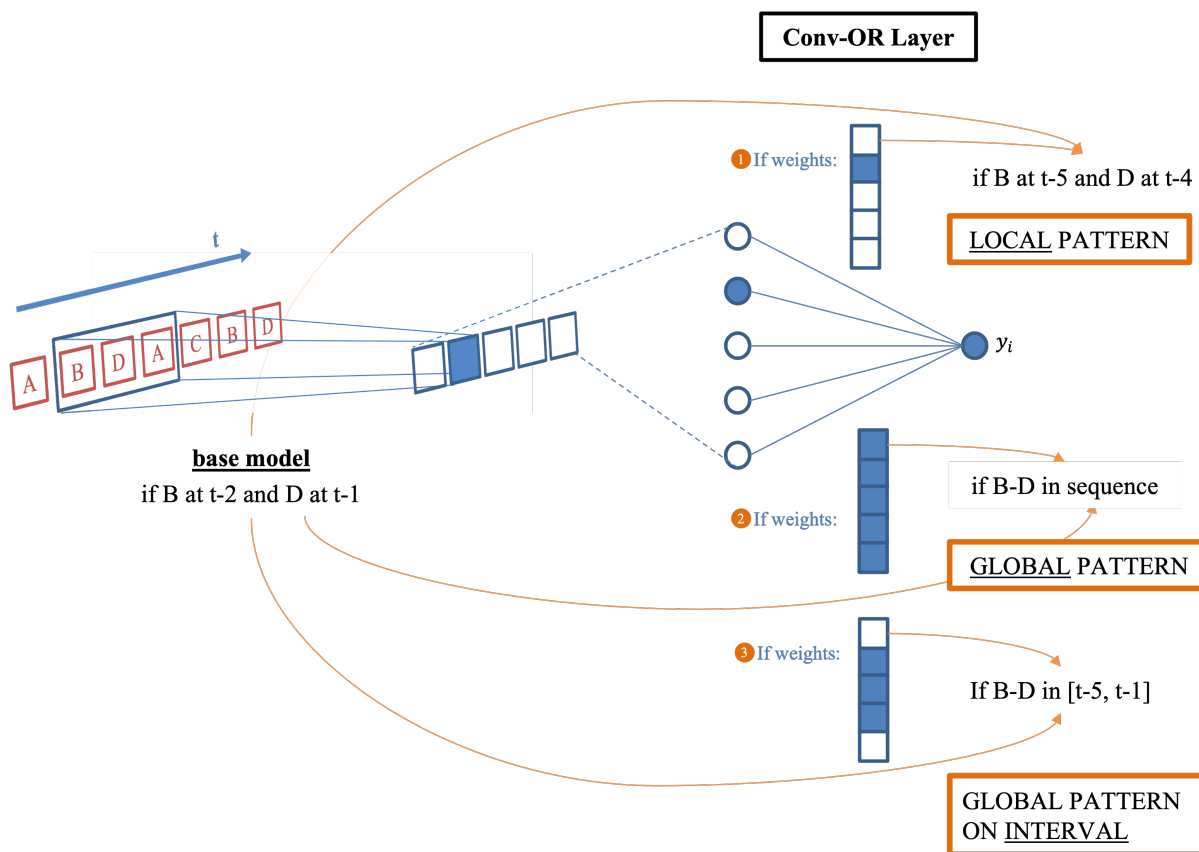 Conv-OR Layer
1 If weights:
if B at t-5 and D at t-4
LOCAL PATTERN
t
A B D A C B D
y_i
base model
if B at t-2 and D at t-1
2 If weights:
if B-D in sequence
GLOBAL PATTERN
3 If weights:
If B-D in [t-5, t-1]
GLOBAL PATTERN
ON INTERVAL